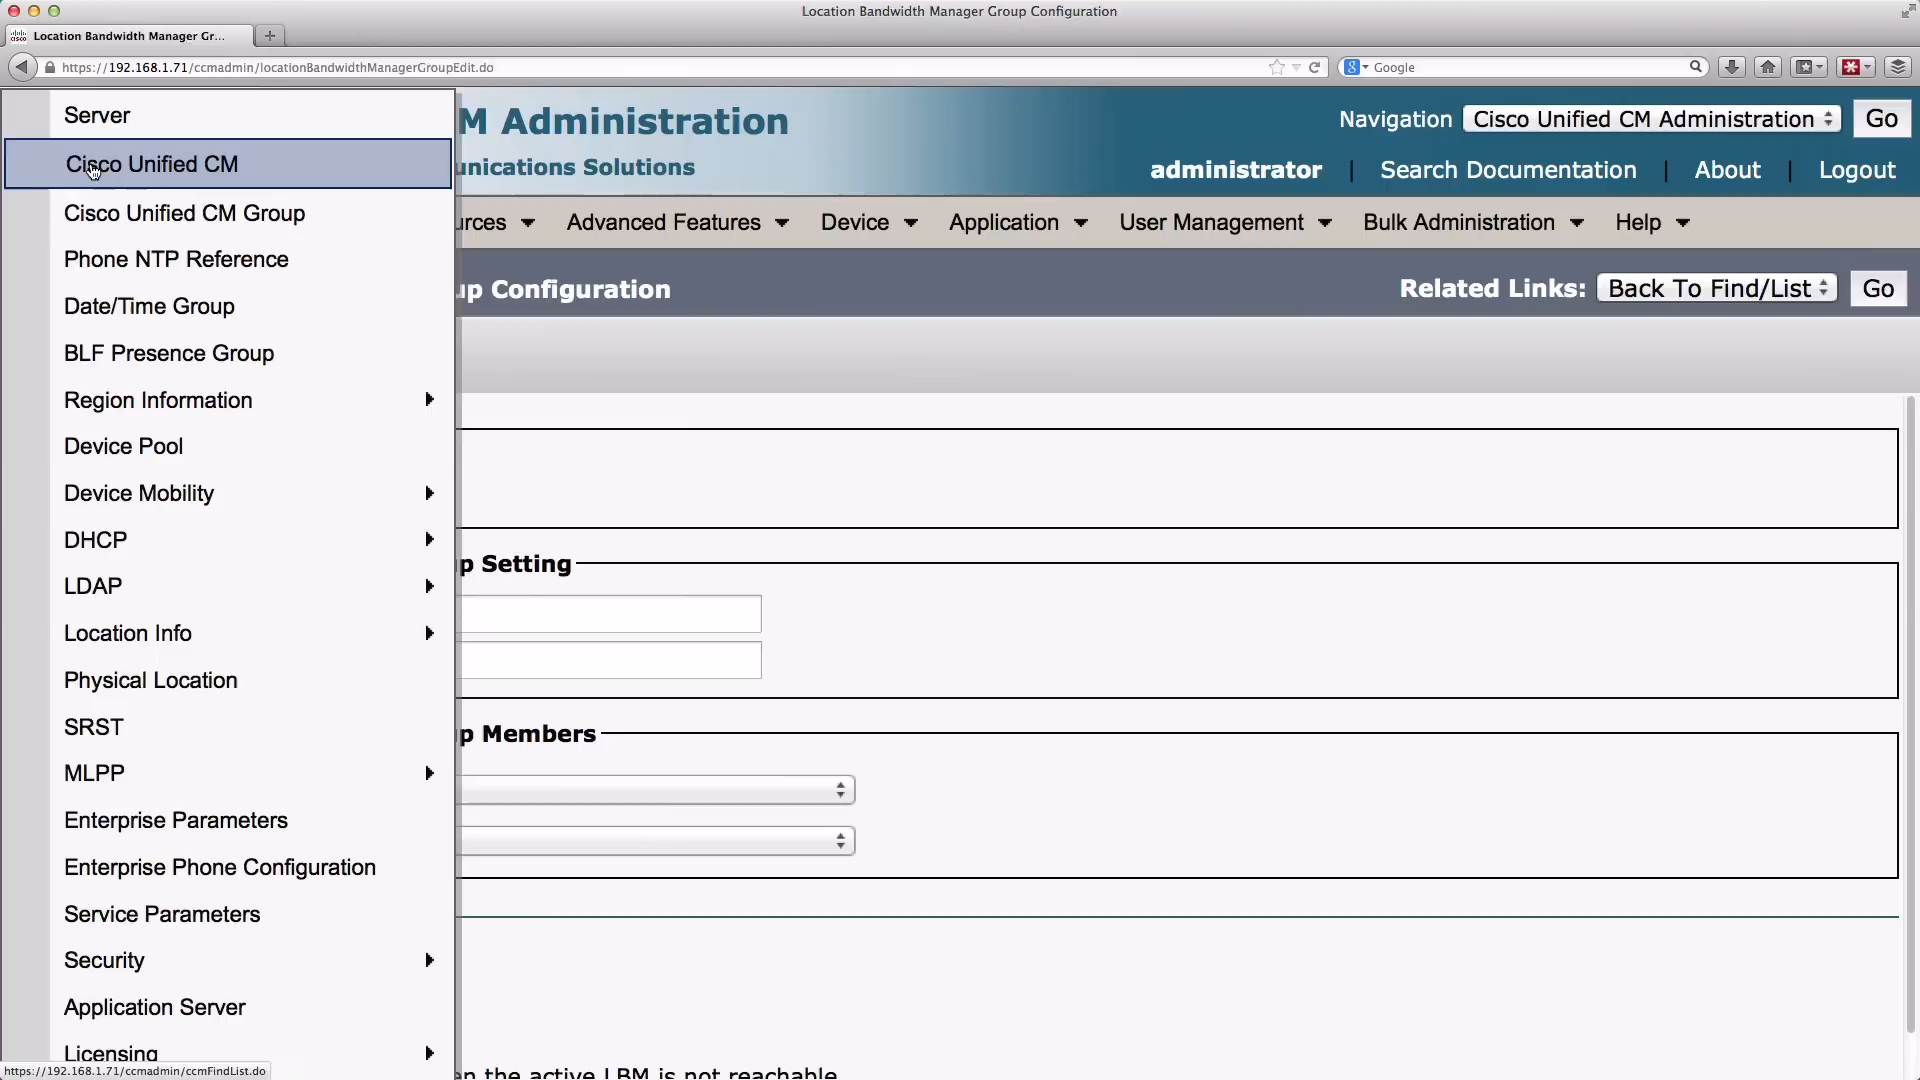 Location Bandwidth Manager Group Configuration
Location Bandwidth Manager Gr...
https://192.168.1.71/ccmadmin/locationBandwidthManagerGroupEdit.do
Google
M Administration
Navigation Cisco Unified CM Administration Go
unications Solutions
administrator | Search Documentation | About | Logout
urces Advanced Features Device Application User Management Bulk Administration Help
up Configuration
Related Links: Back To Find/List Go
Server
Cisco Unified CM
Cisco Unified CM Group
Phone NTP Reference
Date/Time Group
BLF Presence Group
Region Information
Device Pool
Device Mobility
DHCP
LDAP
Location Info
Physical Location
SRST
MLPP
Enterprise Parameters
Enterprise Phone Configuration
Service Parameters
Security
Application Server
Licensing
p Setting
p Members
en the active LBM is not reachable
https://192.168.1.71/ccmadmin/ccmFindList.do